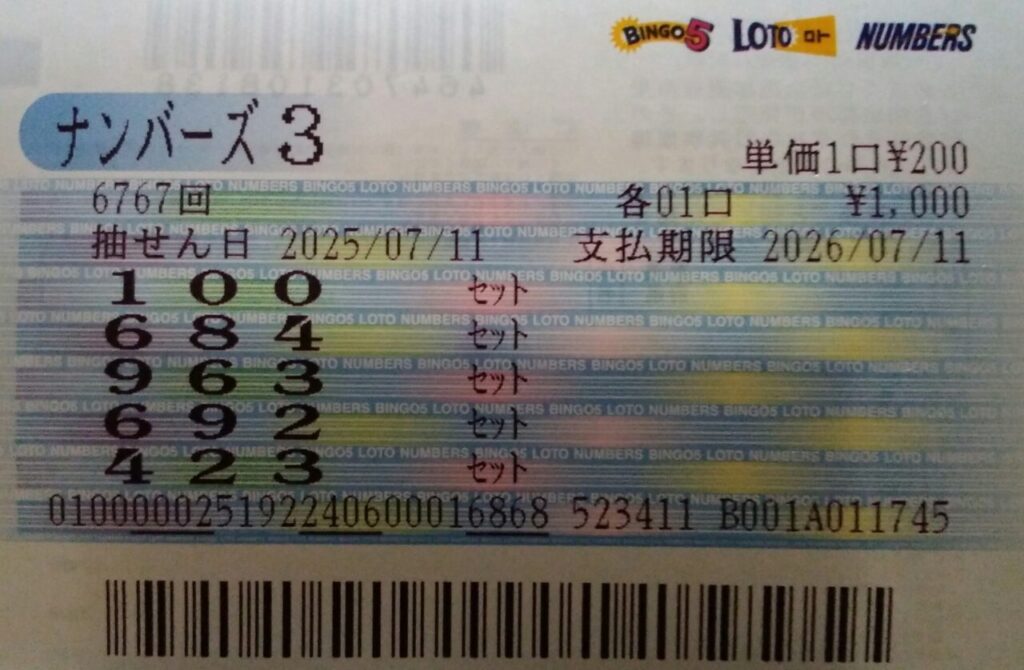 BINGO5 LOTO NUMBERS
ナンバーズ 3
単価1口¥200
6767回 各01口 ¥1,000
抽せん日 2025/07/11 支払期限 2026/07/11
1 0 0 セット
6 8 4 セット
9 6 3 セット
6 9 2 セット
4 2 3 セット
010000025192240600016868 523411 B001A011745